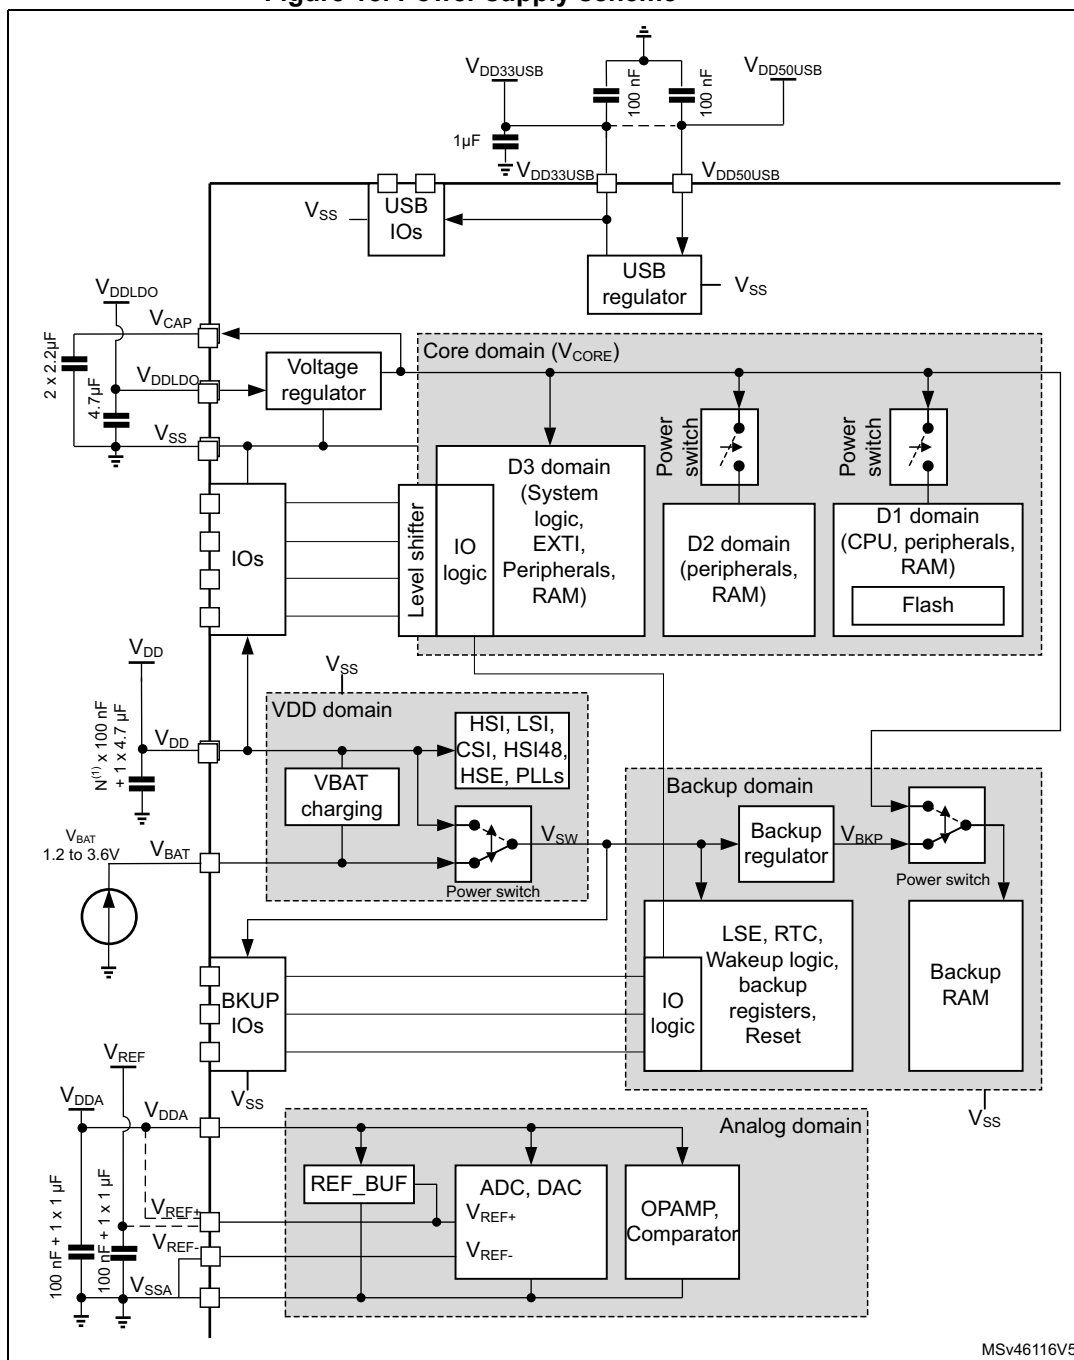 Figure 15. Power supply scheme
VDD33USB
100 nF
100 nF
VDD50USB
1µF
VDD33USB
VDD50USB
VSS
USB
IOs
USB
regulator
VSS
VDDLDO
VCAP
2 x 2.2µF
VDDLDO
4.7µF
VSS
Voltage
regulator
Core domain (VCORE)
Power
switch
Power
switch
D3 domain
(System
logic,
EXTI,
Peripherals,
RAM)
IOs
Level shifter
IO
logic
D2 domain
(peripherals,
RAM)
D1 domain
(CPU, peripherals,
RAM)
Flash
VDD
VSS
VDD domain
N(1) x 100 nF
+ 1 x 4.7 µF
VDD
HSI, LSI,
CSI, HSI48,
HSE, PLLs
VBAT
charging
VBAT
1.2 to 3.6V
VBAT
Power switch
VSW
Backup domain
Backup
regulator
VBKP
Power switch
LSE, RTC,
Wakeup logic,
backup
registers,
Reset
IO
logic
Backup
RAM
BKUP
IOs
VSS
VSS
VREF
VDDA
VDDA
100 nF + 1 x 1 µF
100 nF + 1 x 1 µF
VREF+
VREF-
VSSA
Analog domain
REF_BUF
ADC, DAC
VREF+
VREF-
OPAMP,
Comparator
MSv46116V5